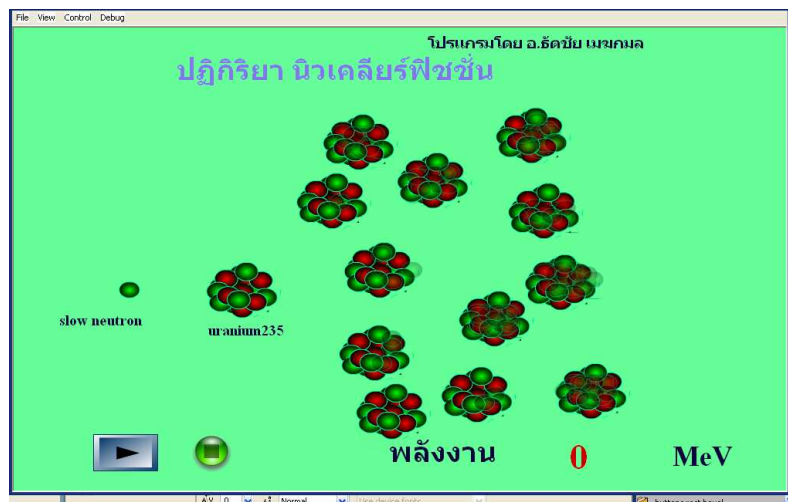 File View Control Debug
โปรแกรมโดย อ.ธัดชัย เมฆกมล
ปฏิกิริยา นิวเคลียร์ฟิชชั่น
slow neutron
uranium235
พลังงาน 0 MeV